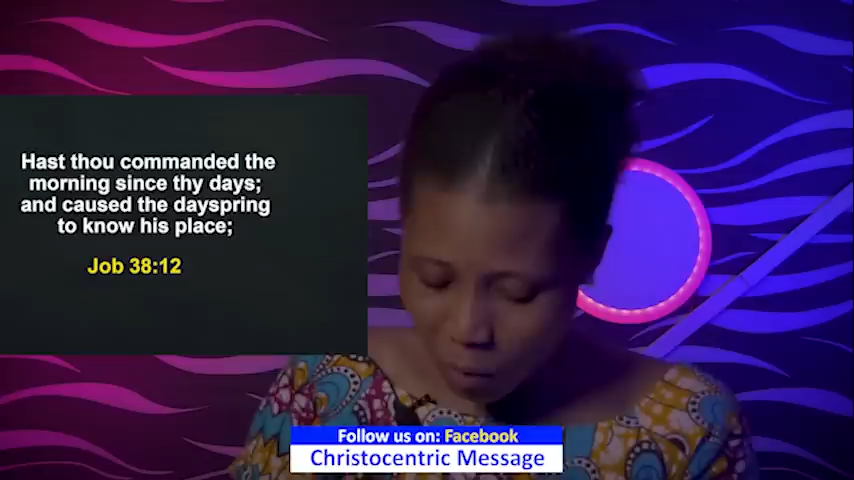 Hast thou commanded the
morning since thy days;
and caused the dayspring
to know his place;
Job 38:12
Follow us on: Facebook
Christocentric Message